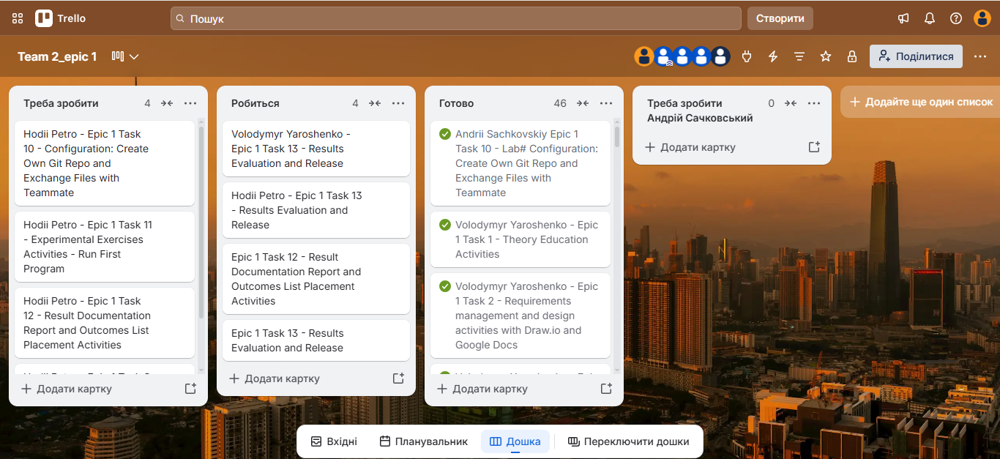 Trello
Пошук
Створити
Team 2_epic 1
Поділитися
Треба зробити 4
Hodii Petro - Epic 1 Task
10 - Configuration: Create
Own Git Repo and
Exchange Files with
Teammate
Hodii Petro - Epic 1 Task 11
- Experimental Exercises
Activities - Run First
Program
Hodii Petro - Epic 1 Task
12 - Result Documentation
Report and Outcomes List
Placement Activities
Додати картку
Робиться 4
Volodymyr Yaroshenko -
Epic 1 Task 13 - Results
Evaluation and Release
Hodii Petro - Epic 1 Task 13
- Results Evaluation and
Release
Epic 1 Task 12 - Result
Documentation Report and
Outcomes List Placement
Activities
Epic 1 Task 13 - Results
Evaluation and Release
Додати картку
Готово 46
Andrii Sachkovskiy Epic 1
Task 10 - Lab# Configuration:
Create Own Git Repo and
Exchange Files with
Teammate
Volodymyr Yaroshenko - Epic
1 Task 1 - Theory Education
Activities
Volodymyr Yaroshenko - Epic
1 Task 2 - Requirements
management and design
activities with Draw.io and
Google Docs
Додати картку
Треба зробити 0
Андрій Сачковський
Додати картку
Додайте ще один список
Вхідні
Планувальник
Дошка
Переключити дошки